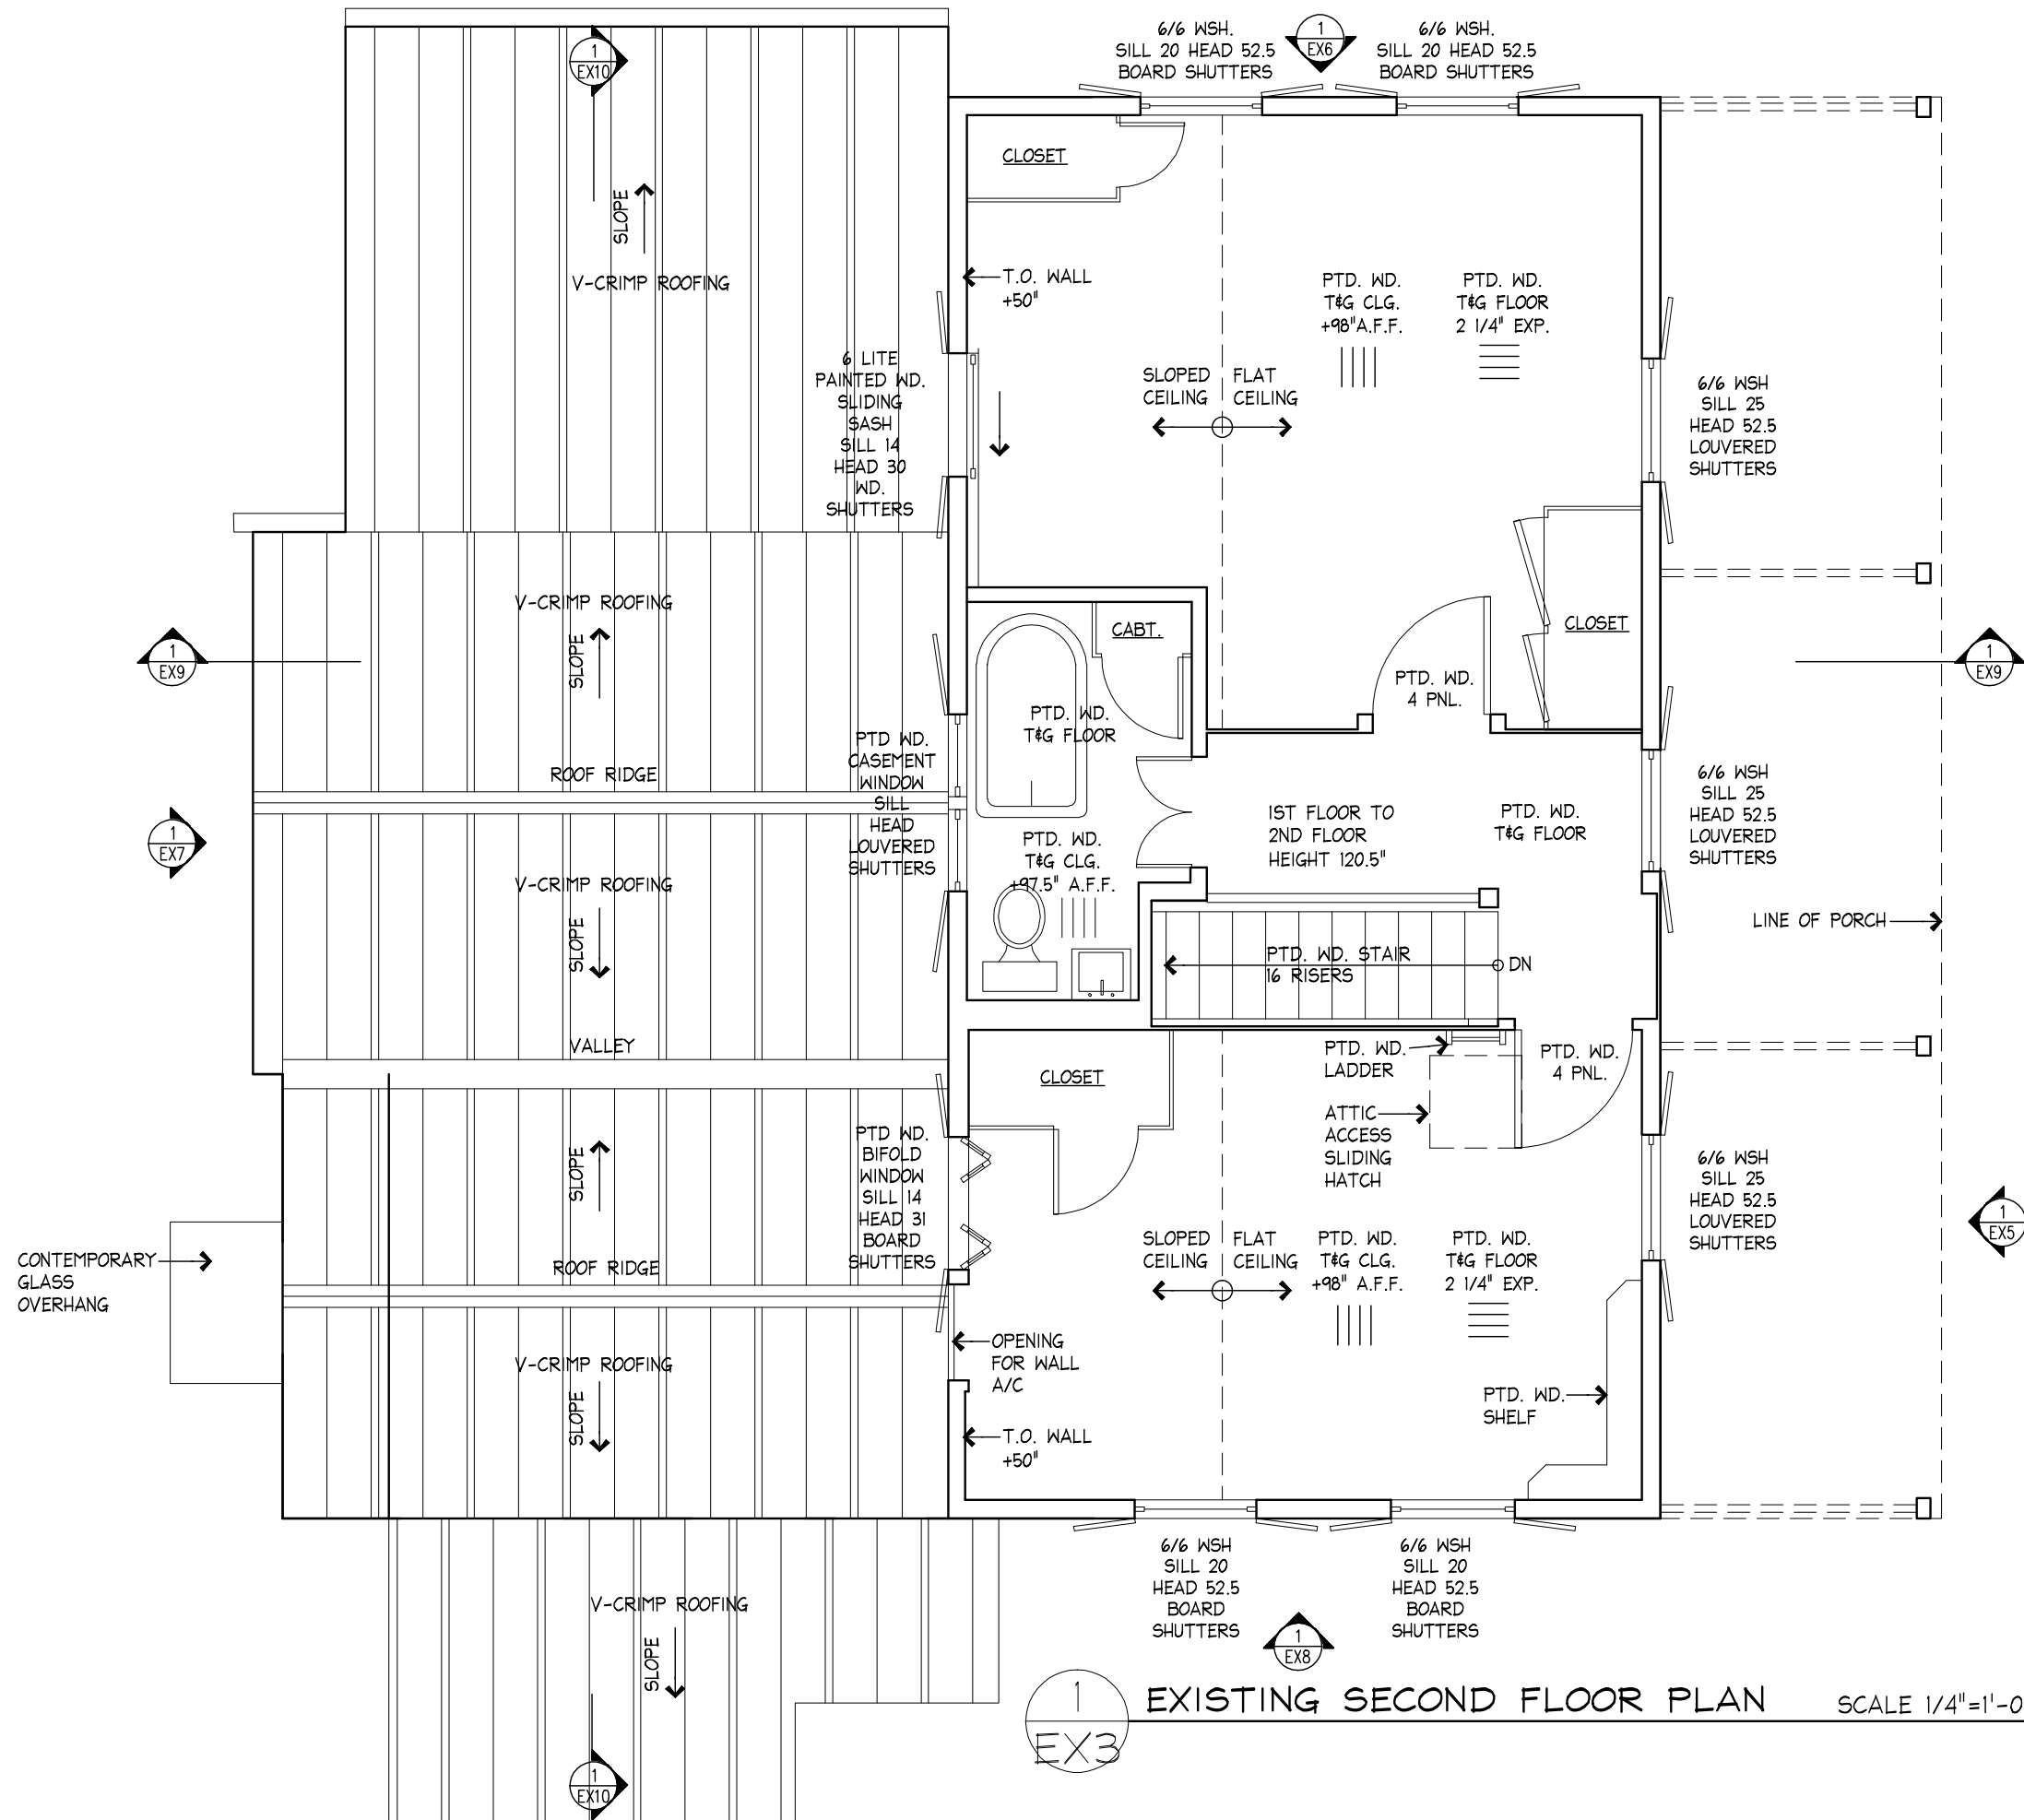 6/6 WSH.
SILL 20 HEAD 52.5
BOARD SHUTTERS
1
EX6
6/6 WSH.
SILL 20 HEAD 52.5
BOARD SHUTTERS
1
EX10
CLOSET
SLOPE
V-CRIMP ROOFING
T.O. WALL
+50"
PTD. WD.
T&G CLG.
+98"A.F.F.
PTD. WD.
T&G FLOOR
2 1/4" EXP.
6 LITE
PAINTED WD.
SLIDING
SASH
SILL 14
HEAD 30
WD.
SHUTTERS
SLOPED
CEILING
FLAT
CEILING
6/6 WSH
SILL 25
HEAD 52.5
LOUVERED
SHUTTERS
V-CRIMP ROOFING
SLOPE
1
EX9
CABT.
CLOSET
1
EX9
PTD. WD.
4 PNL.
PTD. WD.
T&G FLOOR
ROOF RIDGE
PTD WD.
CASEMENT
WINDOW
SILL
HEAD
LOUVERED
SHUTTERS
6/6 WSH
SILL 25
HEAD 52.5
LOUVERED
SHUTTERS
1
EX7
PTD. WD.
T&G CLG.
+97.5" A.F.F.
1ST FLOOR TO
2ND FLOOR
HEIGHT 120.5"
PTD. WD.
T&G FLOOR
V-CRIMP ROOFING
SLOPE
LINE OF PORCH
PTD. WD. STAIR
16 RISERS
DN
VALLEY
CLOSET
PTD. WD.
LADDER
PTD. WD.
4 PNL.
ATTIC
ACCESS
SLIDING
HATCH
SLOPE
PTD WD.
BIFOLD
WINDOW
SILL 14
HEAD 31
BOARD
SHUTTERS
6/6 WSH
SILL 25
HEAD 52.5
LOUVERED
SHUTTERS
1
EX5
CONTEMPORARY
GLASS
OVERHANG
ROOF RIDGE
SLOPED
CEILING
FLAT
CEILING
PTD. WD.
T&G CLG.
+98" A.F.F.
PTD. WD.
T&G FLOOR
2 1/4" EXP.
OPENING
FOR WALL
A/C
V-CRIMP ROOFING
SLOPE
PTD. WD.
SHELF
T.O. WALL
+50"
6/6 WSH
SILL 20
HEAD 52.5
BOARD
SHUTTERS
6/6 WSH
SILL 20
HEAD 52.5
BOARD
SHUTTERS
V-CRIMP ROOFING
SLOPE
1
EX8
1
EX3
EXISTING SECOND FLOOR PLAN
SCALE 1/4"=1'-0
1
EX10